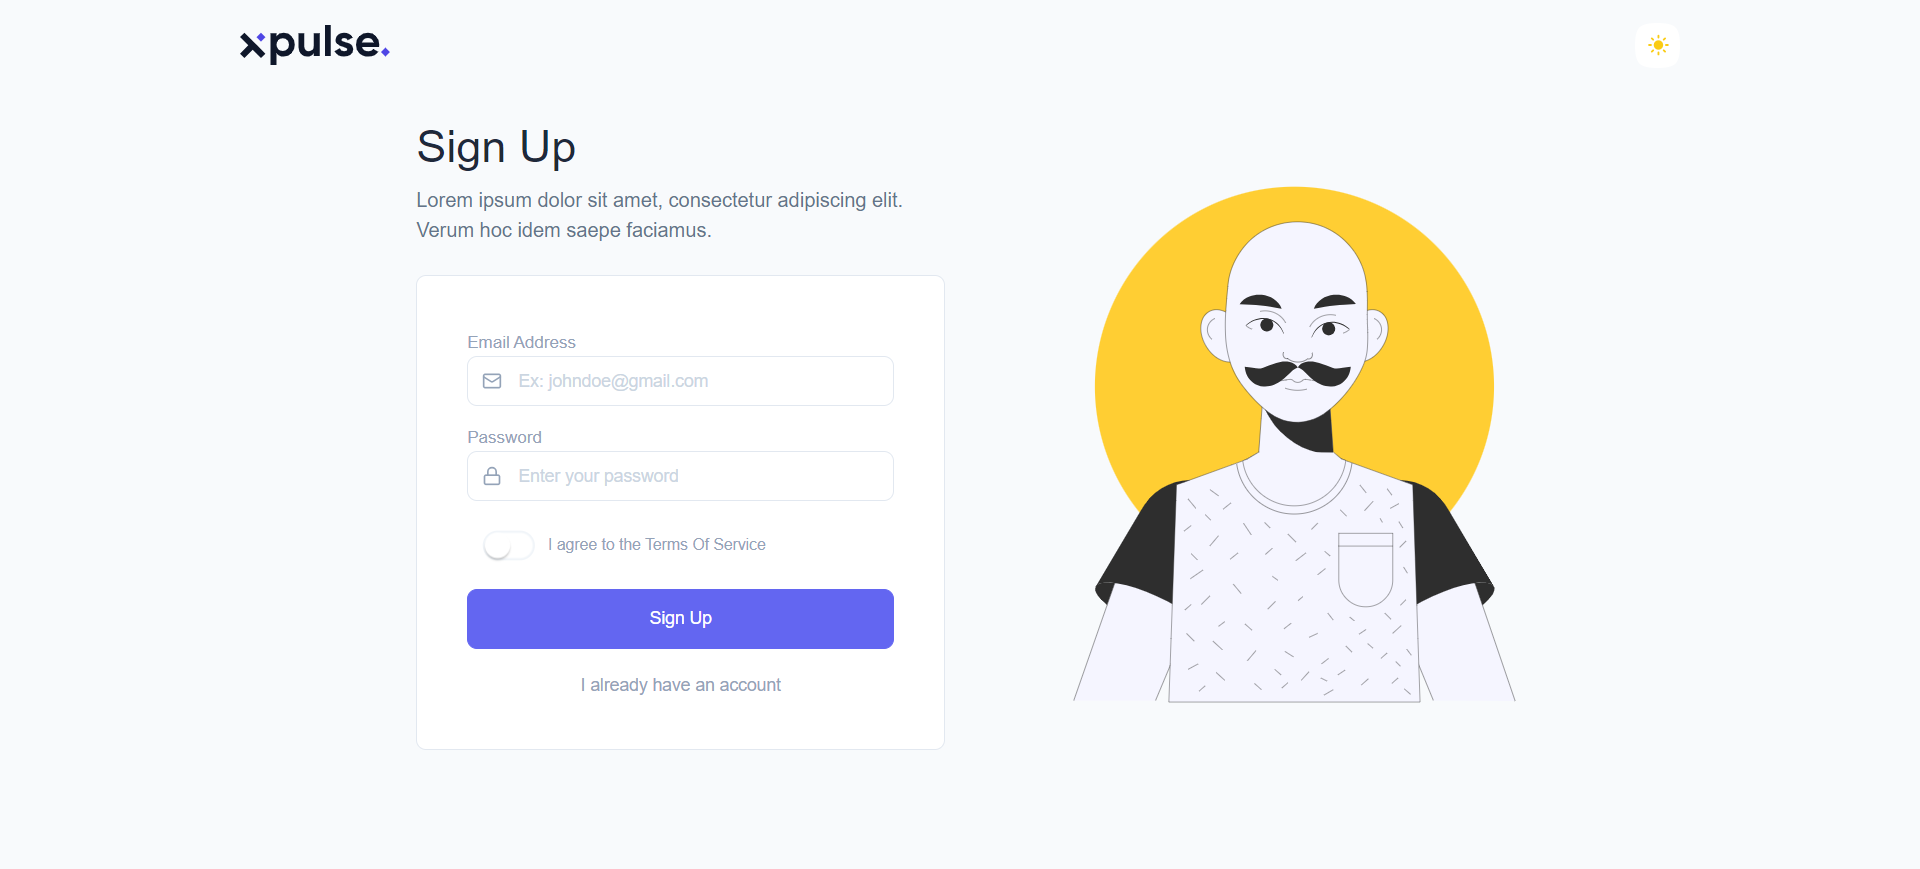 xpulse.
Sign Up
Lorem ipsum dolor sit amet, consectetur adipiscing elit.
Verum hoc idem saepe faciamus.
Email Address
Ex: johndoe@gmail.com
Password
Enter your password
I agree to the Terms Of Service
Sign Up
I already have an account